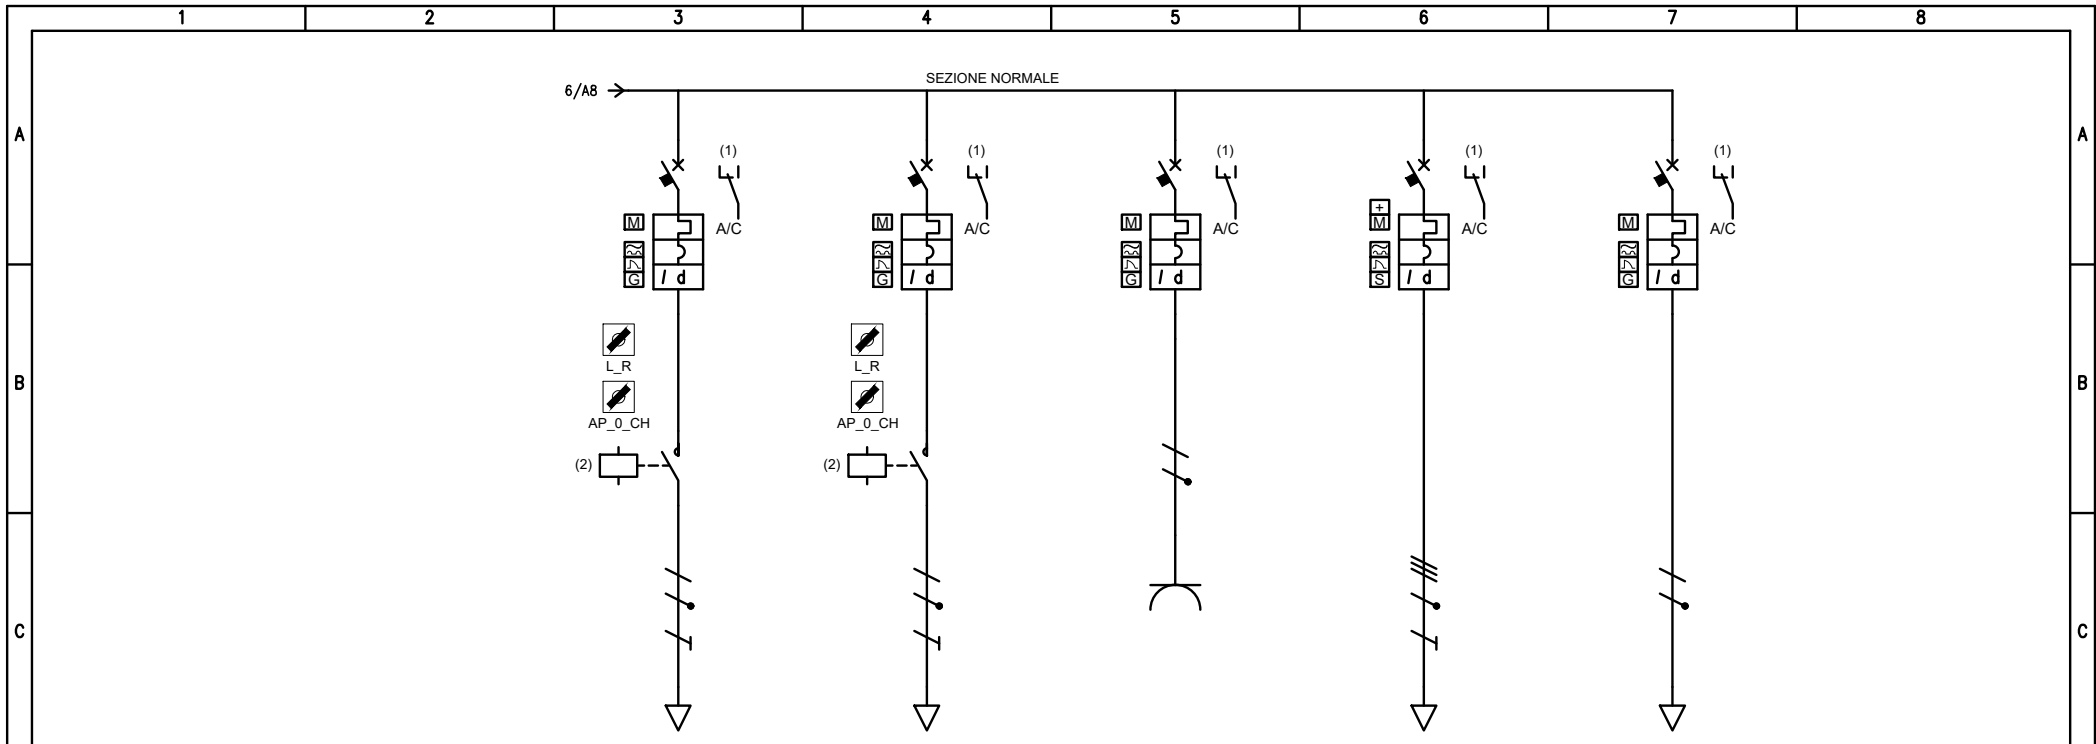 1 2 3 4 5 6 7 8
SEZIONE NORMALE
6/A8
A A
(1) (1) (1) (1) (1)
+
M M M M M
A/C A/C A/C A/C A/C
I d I d I d I d I d
G G G S G
L_R L_R
B B
AP_0_CH AP_0_CH
(2) (2)
C C